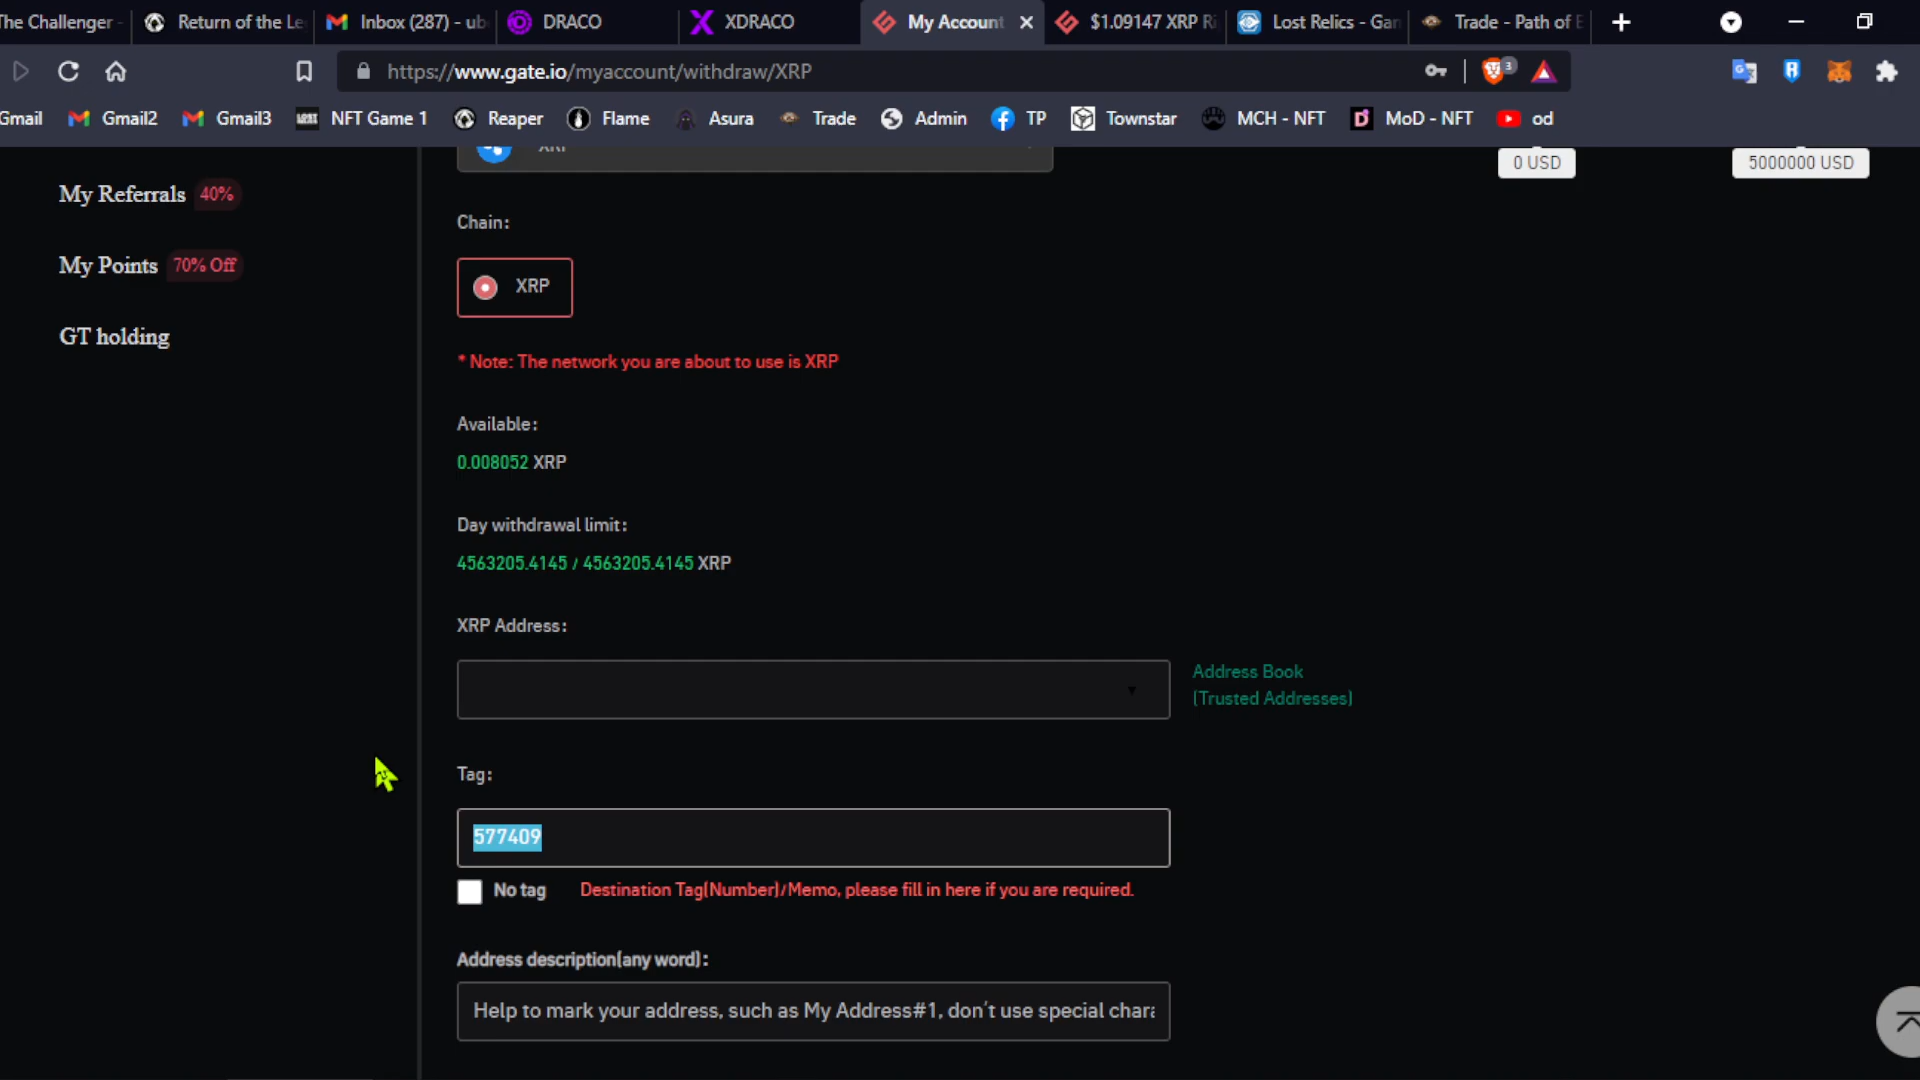 The Challenger
Return of the Le
Inbox (287) - ub
DRACO
XDRACO
My Account
$1.09147 XRP Ri
Lost Relics - Gam
Trade - Path of E
https://www.gate.io/myaccount/withdraw/XRP
3
Gmail
Gmail2
Gmail3
NFT Game 1
Reaper
Flame
Asura
Trade
Admin
TP
Townstar
MCH - NFT
MoD - NFT
od
XRP
0 USD
5000000 USD
My Referrals 40%
My Points 70% Off
GT holding
Chain:
XRP
* Note: The network you are about to use is XRP
Available:
0.008052 XRP
Day withdrawal limit:
4563205.4145 / 4563205.4145 XRP
XRP Address:
Address Book
(Trusted Addresses)
Tag:
577409
No tag
Destination Tag(Number)/Memo, please fill in here if you are required.
Address description(any word):
Help to mark your address, such as My Address#1, don't use special chara